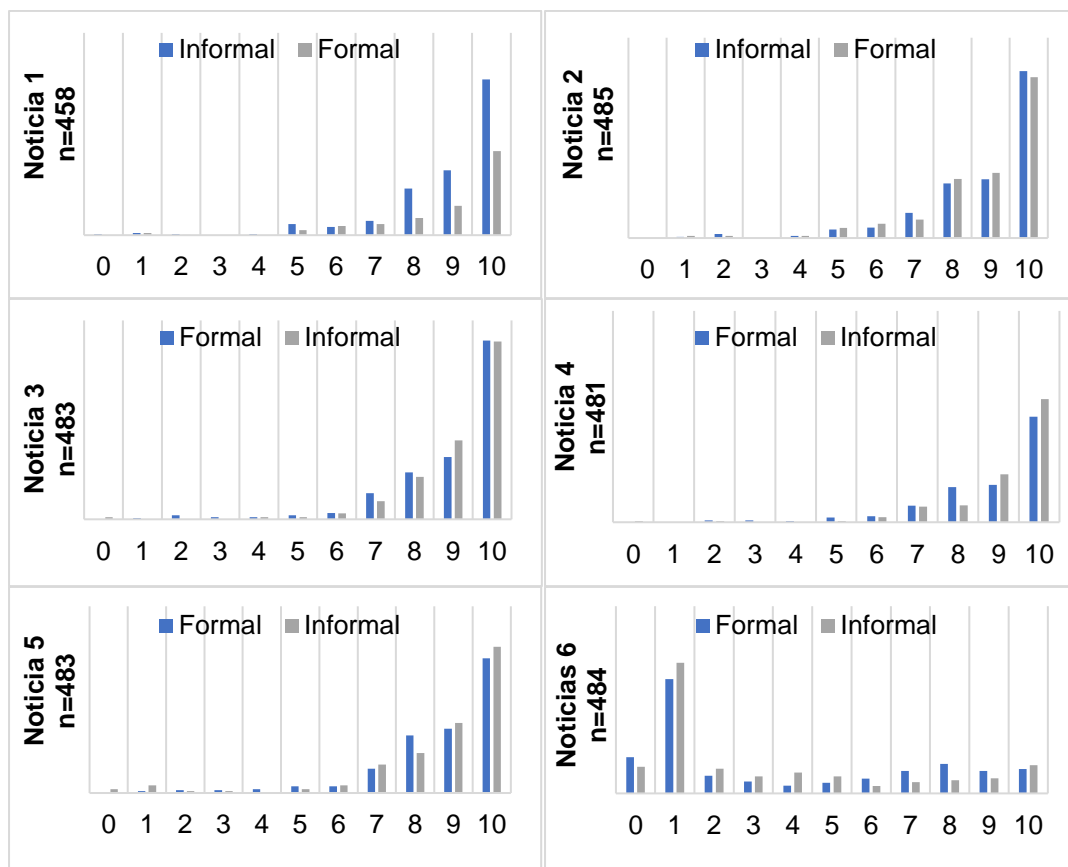 Informal Formal
Noticia 1
n=458
0 1 2 3 4 5 6 7 8 9 10
Informal Formal
Noticia 2
n=485
0 1 2 3 4 5 6 7 8 9 10
Formal Informal
Noticia 3
n=483
0 1 2 3 4 5 6 7 8 9 10
Formal Informal
Noticia 4
n=481
0 1 2 3 4 5 6 7 8 9 10
Formal Informal
Noticia 5
n=483
0 1 2 3 4 5 6 7 8 9 10
Formal Informal
Noticias 6
n=484
0 1 2 3 4 5 6 7 8 9 10